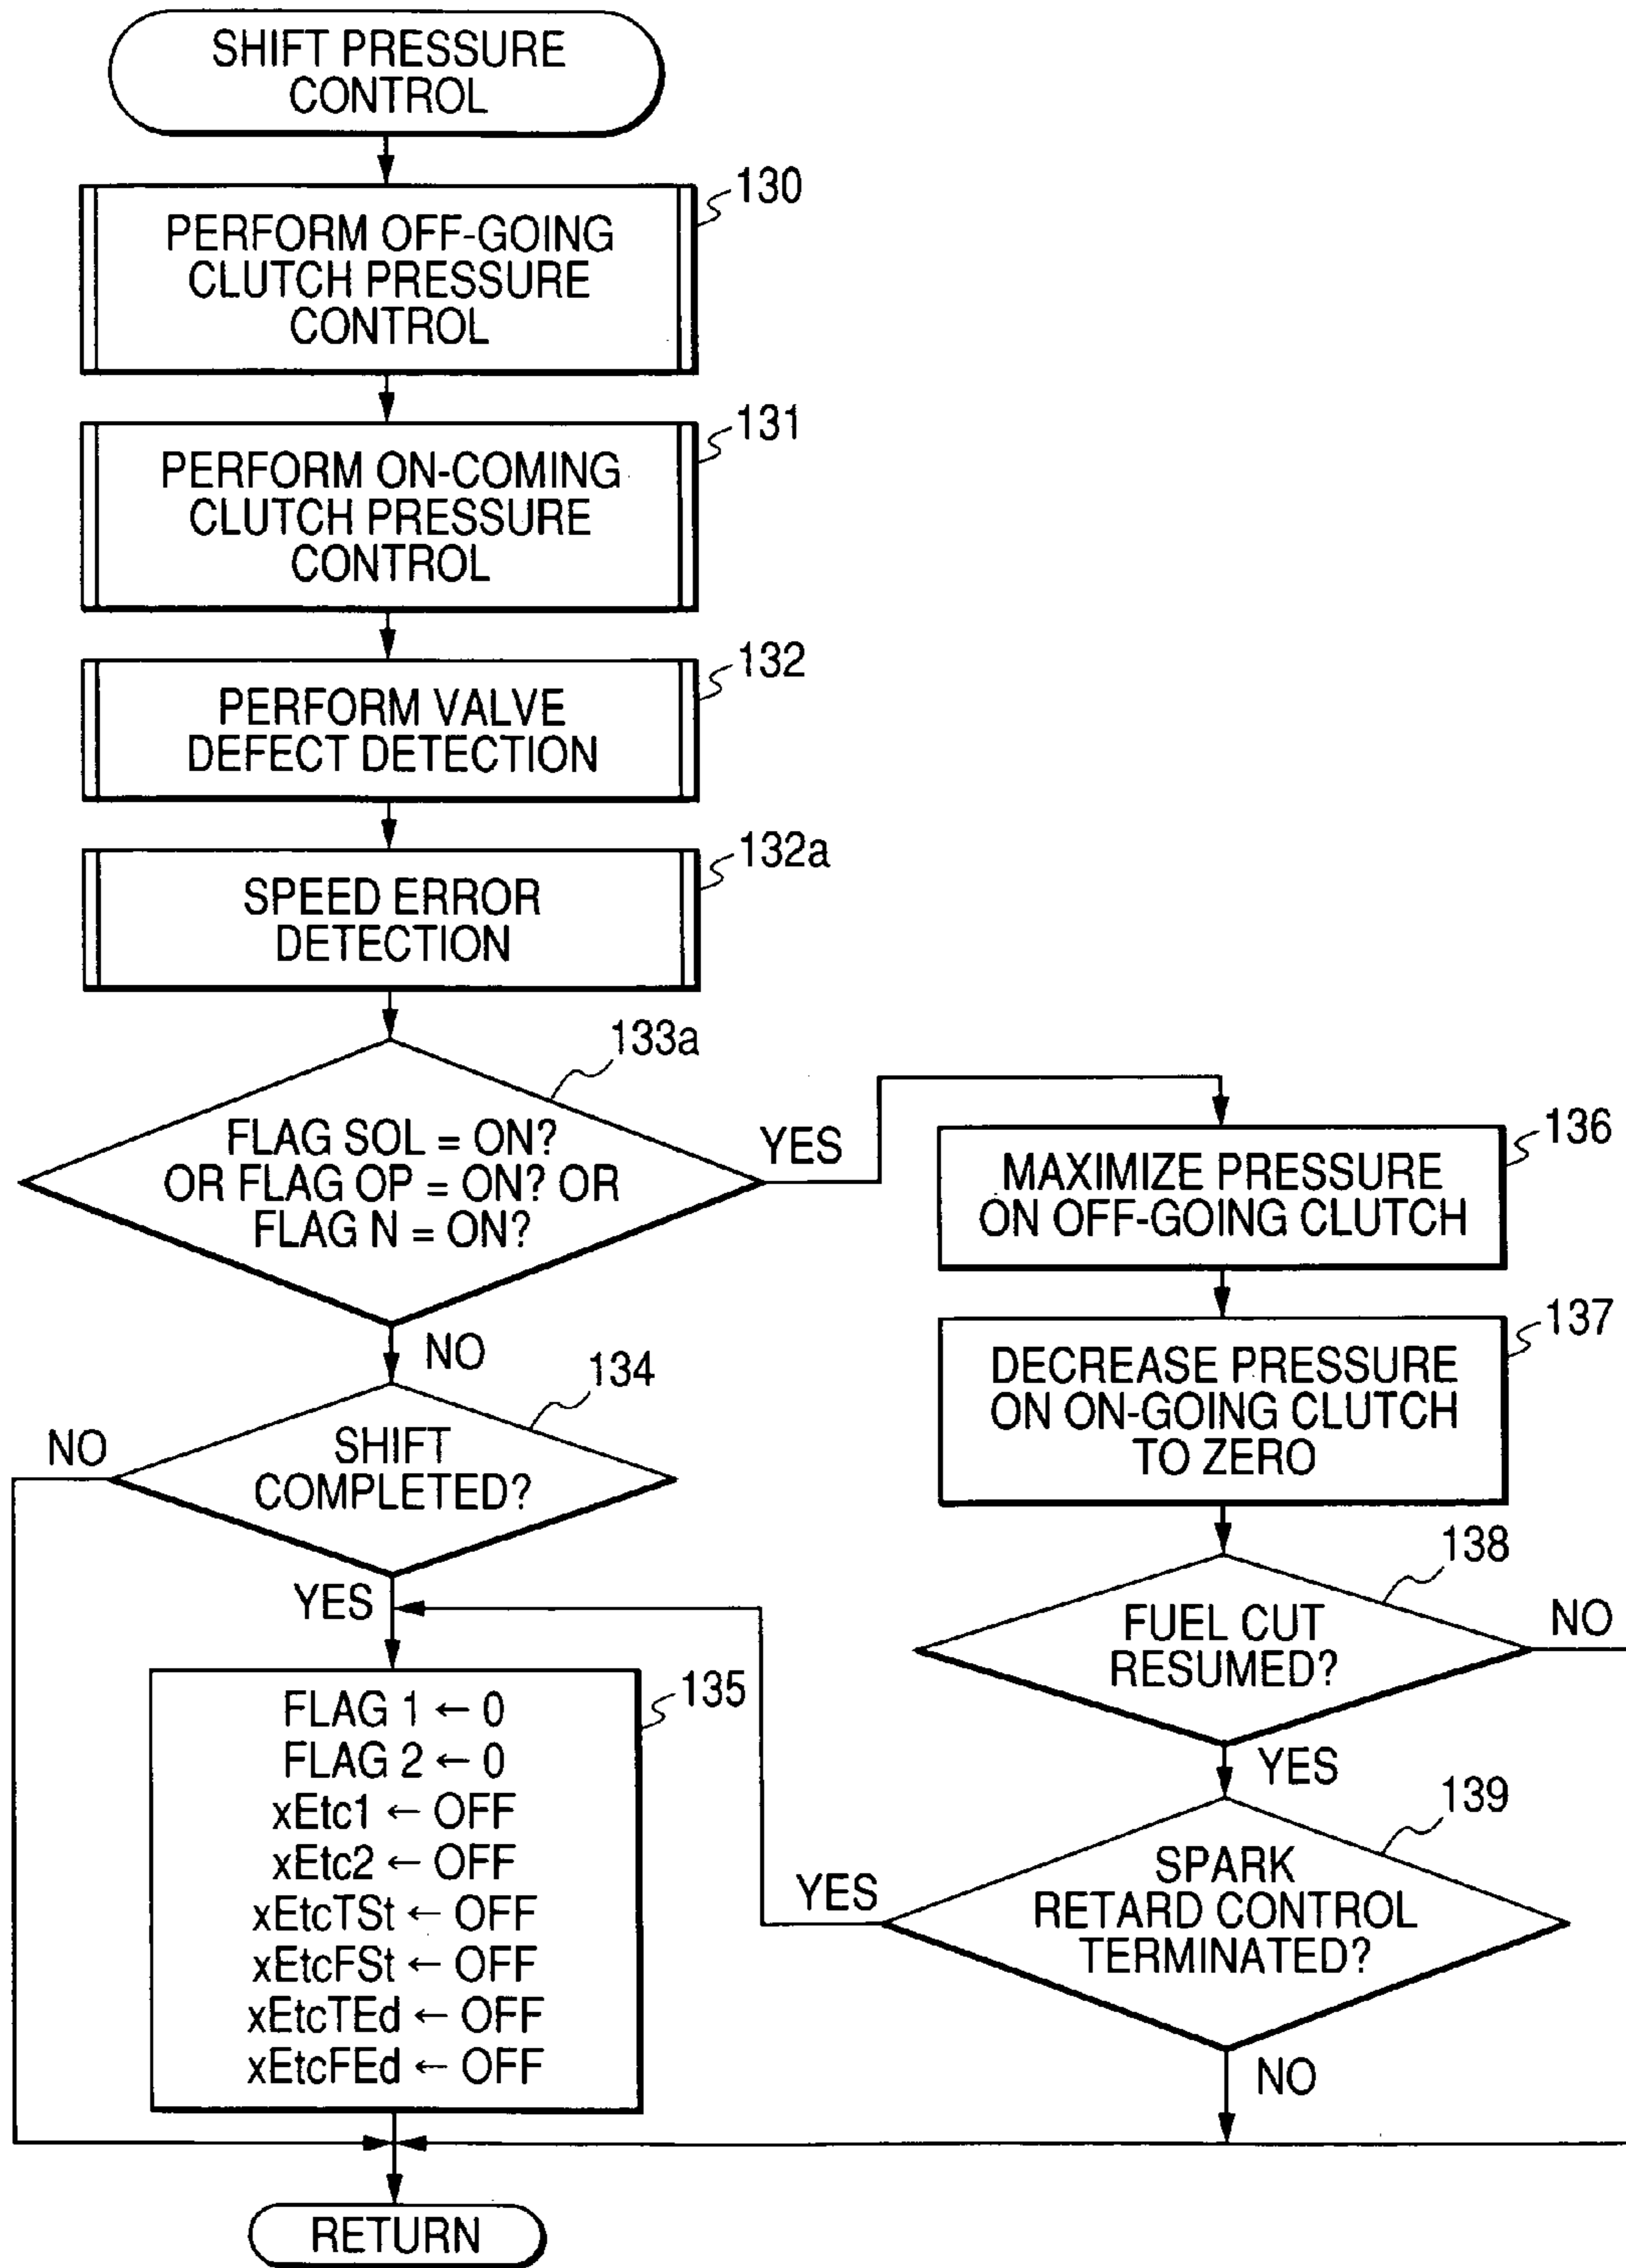 SHIFT PRESSURE
CONTROL
130
PERFORM OFF-GOING
CLUTCH PRESSURE
CONTROL
131
PERFORM ON-COMING
CLUTCH PRESSURE
CONTROL
132
PERFORM VALVE
DEFECT DETECTION
132a
SPEED ERROR
DETECTION
133a
FLAG SOL = ON?
OR FLAG OP = ON? OR
FLAG N = ON?
YES
NO
136
MAXIMIZE PRESSURE
ON OFF-GOING CLUTCH
137
DECREASE PRESSURE
ON ON-GOING CLUTCH
TO ZERO
134
SHIFT
COMPLETED?
NO
YES
138
FUEL CUT
RESUMED?
NO
YES
135
FLAG 1 ← 0
FLAG 2 ← 0
xEtc1 ← OFF
xEtc2 ← OFF
xEtcTSt ← OFF
xEtcFSt ← OFF
xEtcTEd ← OFF
xEtcFEd ← OFF
139
SPARK
RETARD CONTROL
TERMINATED?
YES
NO
RETURN